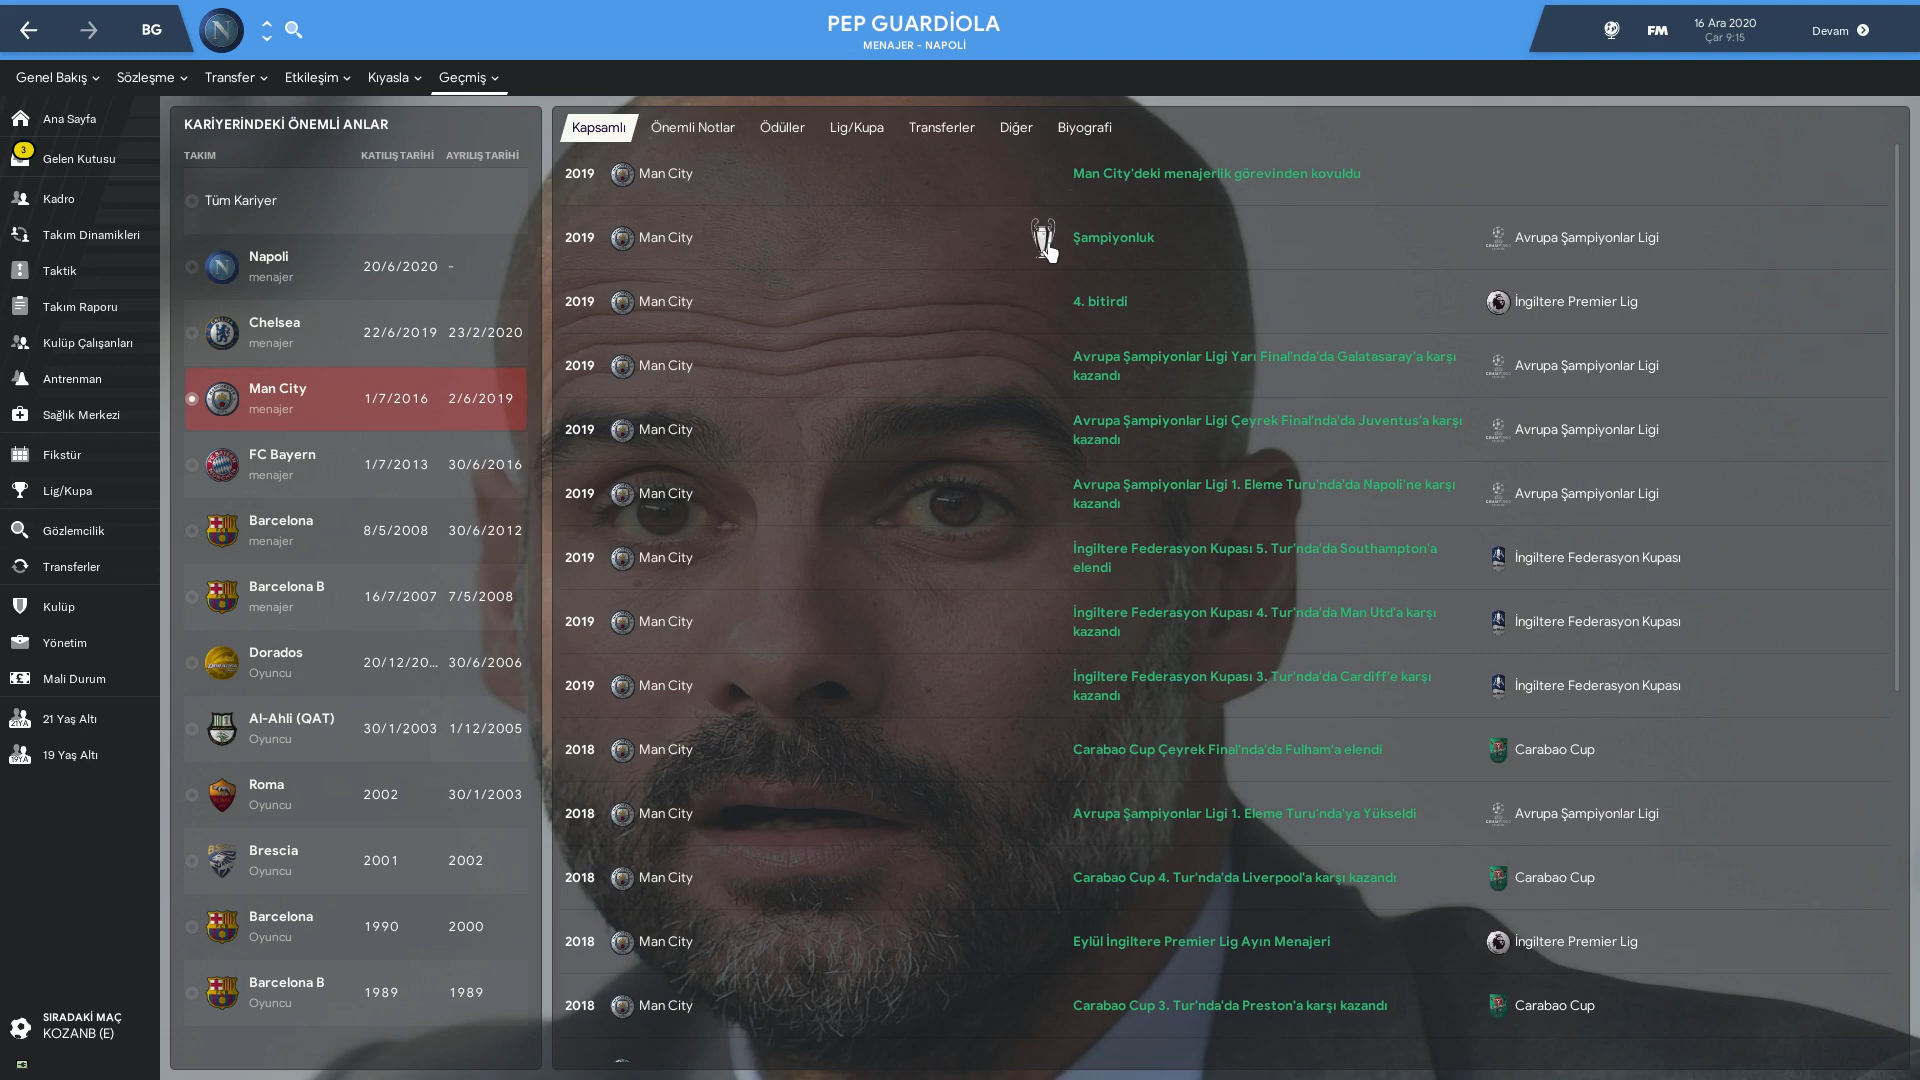 BG
PEP GUARDİOLA
MENAJER - NAPOLİ
FM
16 Ara 2020
Çar 9:15
Devam
Genel Bakış
Sözleşme
Transfer
Etkileşim
Kıyasla
Geçmiş
Ana Sayfa
3
Gelen Kutusu
Kadro
Takım Dinamikleri
Taktik
Takım Raporu
Kulüp Çalışanları
Antrenman
Sağlık Merkezi
Fikstür
Lig/Kupa
Gözlemcilik
Transferler
Kulüp
Yönetim
Mali Durum
21YA
21 Yaş Altı
19YA
19 Yaş Altı
SIRADAKİ MAÇ
KOZANB (E)
KARİYERİNDEKİ ÖNEMLİ ANLAR
TAKIM KATILIŞ TARİHİ AYRILIŞ TARİHİ
Tüm Kariyer
Napoli
menajer
20/6/2020 -
Chelsea
menajer
22/6/2019 23/2/2020
Man City
menajer
1/7/2016 2/6/2019
FC Bayern
menajer
1/7/2013 30/6/2016
Barcelona
menajer
8/5/2008 30/6/2012
Barcelona B
menajer
16/7/2007 7/5/2008
Dorados
Oyuncu
20/12/20... 30/6/2006
Al-Ahli (QAT)
Oyuncu
30/1/2003 1/12/2005
Roma
Oyuncu
2002 30/1/2003
Brescia
Oyuncu
2001 2002
Barcelona
Oyuncu
1990 2000
Barcelona B
Oyuncu
1989 1989
Kapsamlı Önemli Notlar Ödüller Lig/Kupa Transferler Diğer Biyografi
2019 Man City Man City'deki menajerlik görevinden kovuldu
2019 Man City Şampiyonluk Avrupa Şampiyonlar Ligi
2019 Man City 4. bitirdi İngiltere Premier Lig
2019 Man City Avrupa Şampiyonlar Ligi Yarı Final'nda'da Galatasaray'a karşı
kazandı Avrupa Şampiyonlar Ligi
2019 Man City Avrupa Şampiyonlar Ligi Çeyrek Final'nda'da Juventus'a karşı
kazandı Avrupa Şampiyonlar Ligi
2019 Man City Avrupa Şampiyonlar Ligi 1. Eleme Turu'nda'da Napoli'ne karşı
kazandı Avrupa Şampiyonlar Ligi
2019 Man City İngiltere Federasyon Kupası 5. Tur'nda'da Southampton'a
elendi İngiltere Federasyon Kupası
2019 Man City İngiltere Federasyon Kupası 4. Tur'nda'da Man Utd'a karşı
kazandı İngiltere Federasyon Kupası
2019 Man City İngiltere Federasyon Kupası 3. Tur'nda'da Cardiff'e karşı
kazandı İngiltere Federasyon Kupası
2018 Man City Carabao Cup Çeyrek Final'nda'da Fulham'a elendi Carabao Cup
2018 Man City Avrupa Şampiyonlar Ligi 1. Eleme Turu'nda'ya Yükseldi Avrupa Şampiyonlar Ligi
2018 Man City Carabao Cup 4. Tur'nda'da Liverpool'a karşı kazandı Carabao Cup
2018 Man City Eylül İngiltere Premier Lig Ayın Menajeri İngiltere Premier Lig
2018 Man City Carabao Cup 3. Tur'nda'da Preston'a karşı kazandı Carabao Cup